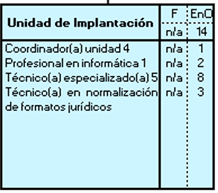 Unidad de Implantación F EnO
n/a 14
Coordinador(a) unidad 4 n/a 1
Profesional en informática 1 n/a 2
Técnico(a) especializado(a) 5 n/a 8
Técnico(a) en normalización n/a 3
de formatos jurídicos